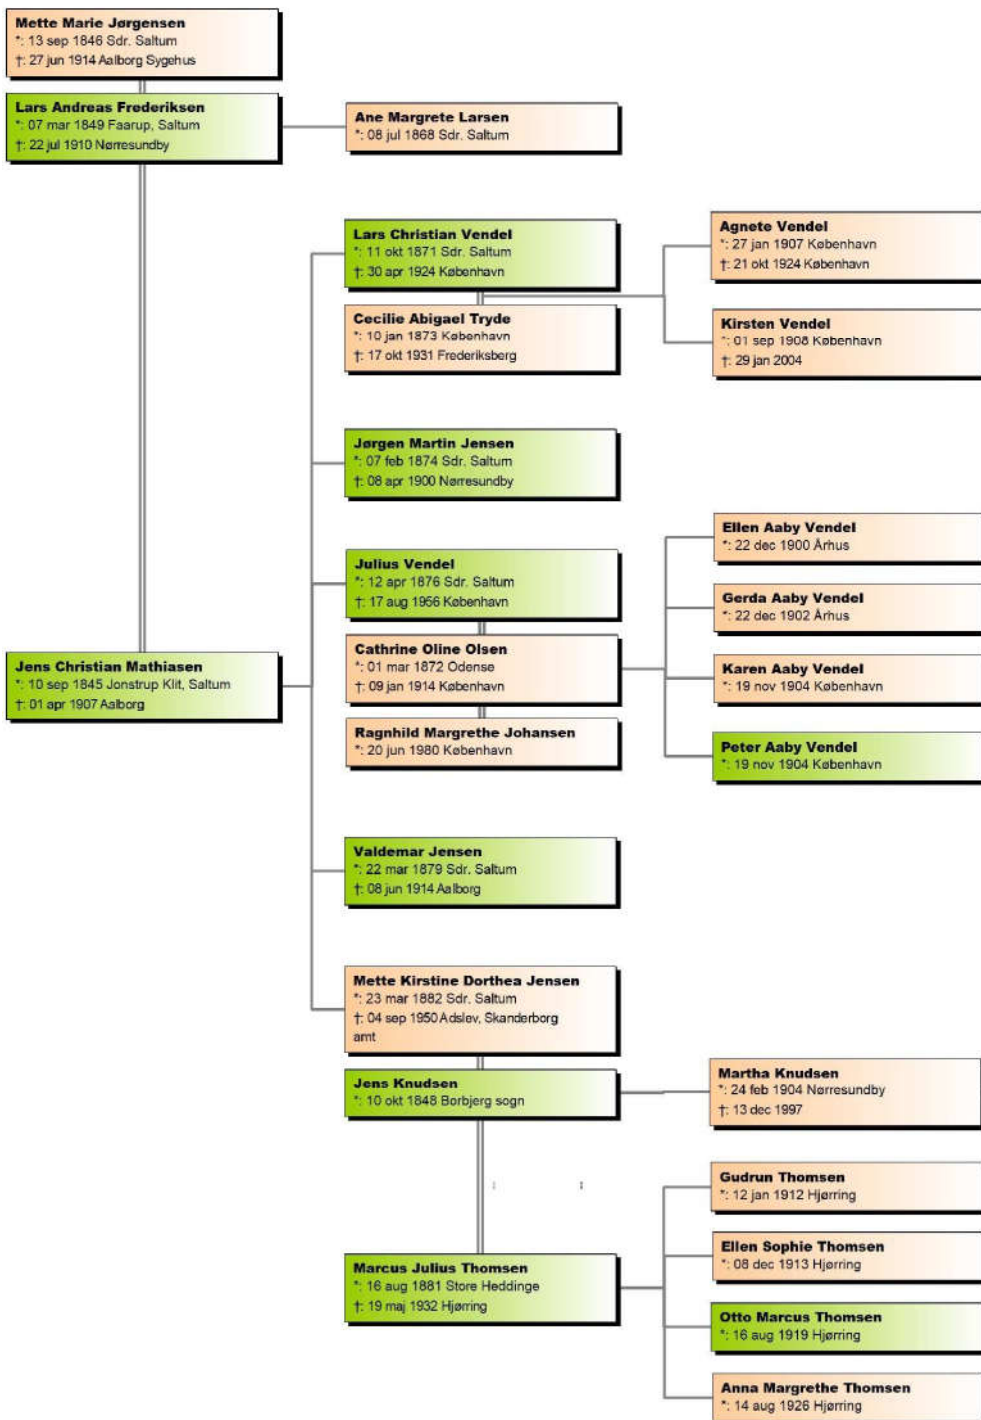 Mette Marie Jørgensen
*: 13 sep 1846 Sdr. Saltum
†: 27 jun 1914 Aalborg Sygehus
Lars Andreas Frederiksen
*: 07 mar 1849 Faarup, Saltum
†: 22 jul 1910 Nørresundby
Ane Margrete Larsen
*: 08 jul 1868 Sdr. Saltum
Lars Christian Vendel
*: 11 okt 1871 Sdr. Saltum
†: 30 apr 1924 København
Agnete Vendel
*: 27 jan 1907 København
†: 21 okt 1924 København
Cecilie Abigael Tryde
*: 10 jan 1873 København
†: 17 okt 1931 Frederiksberg
Kirsten Vendel
*: 01 sep 1908 København
†: 29 jan 2004
Jørgen Martin Jensen
*: 07 feb 1874 Sdr. Saltum
†: 08 apr 1900 Nørresundby
Ellen Aaby Vendel
*: 22 dec 1900 Århus
Julius Vendel
*: 12 apr 1876 Sdr. Saltum
†: 17 aug 1956 København
Gerda Aaby Vendel
*: 22 dec 1902 Århus
Cathrine Oline Olsen
*: 01 mar 1872 Odense
†: 09 jan 1914 København
Karen Aaby Vendel
*: 19 nov 1904 København
Jens Christian Mathiasen
*: 10 sep 1845 Jonstrup Klit, Saltum
†: 01 apr 1907 Aalborg
Ragnhild Margrethe Johansen
*: 20 jun 1980 København
Peter Aaby Vendel
*: 19 nov 1904 København
Valdemar Jensen
*: 22 mar 1879 Sdr. Saltum
†: 08 jun 1914 Aalborg
Mette Kirstine Dorthea Jensen
*: 23 mar 1882 Sdr. Saltum
†: 04 sep 1950 Adslev, Skanderborg
amt
Jens Knudsen
*: 10 okt 1848 Borbjerg sogn
Martha Knudsen
*: 24 feb 1904 Nørresundby
†: 13 dec 1997
Gudrun Thomsen
*: 12 jan 1912 Hjørring
Ellen Sophie Thomsen
*: 08 dec 1913 Hjørring
Marcus Julius Thomsen
*: 16 aug 1881 Store Heddinge
†: 19 maj 1932 Hjørring
Otto Marcus Thomsen
*: 16 aug 1919 Hjørring
Anna Margrethe Thomsen
*: 14 aug 1926 Hjørring